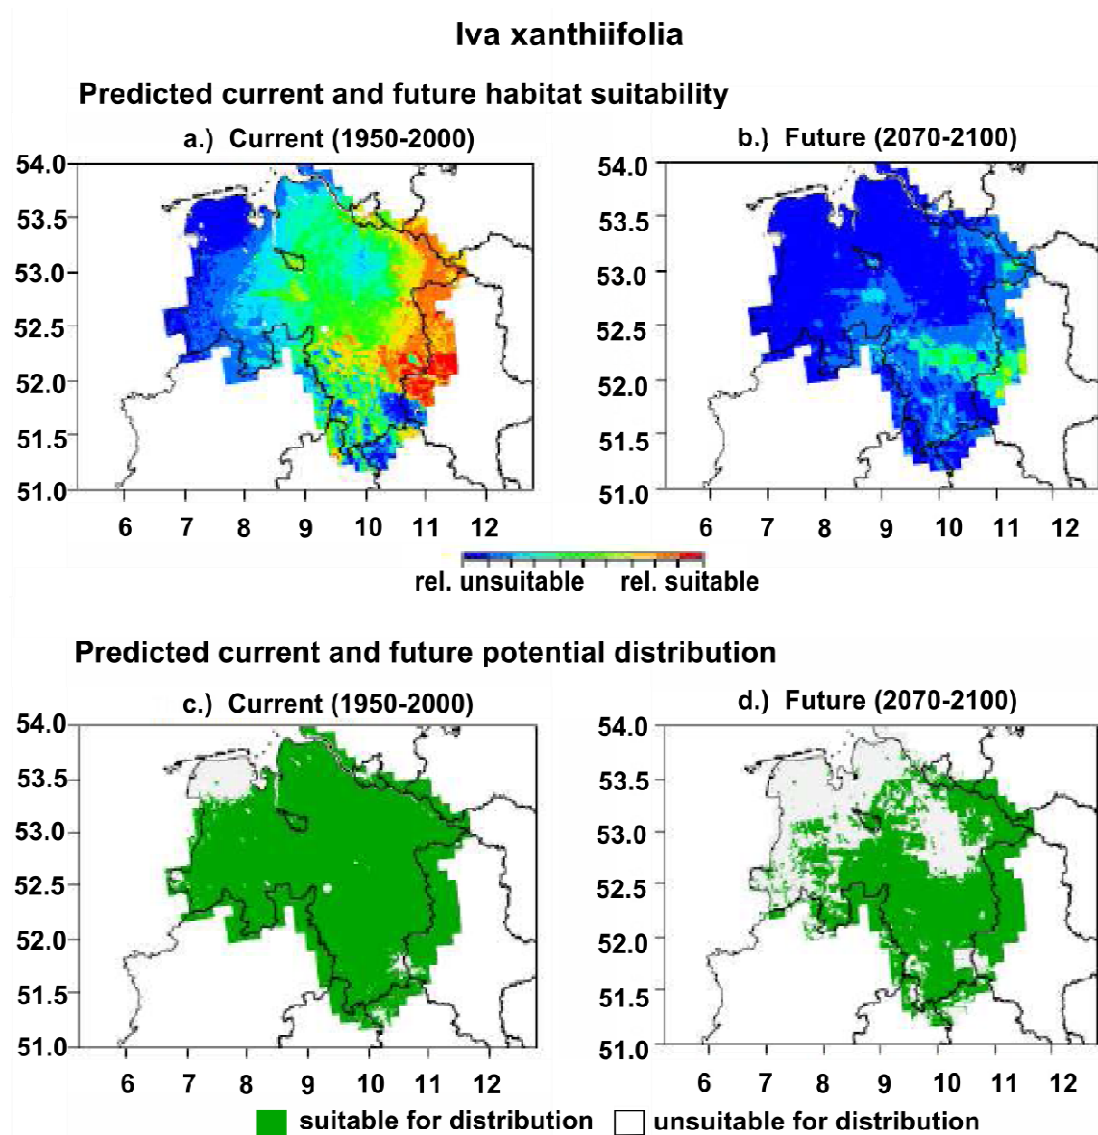 Iva xanthiifolia
Predicted current and future habitat suitability
a.) Current (1950-2000)
b.) Future (2070-2100)
54.0
53.5
53.0
52.5
52.0
51.5
51.0
6 7 8 9 10 11 12
54.0
53.5
53.0
52.5
52.0
51.5
51.0
6 7 8 9 10 11 12
rel. unsuitable rel. suitable
Predicted current and future potential distribution
c.) Current (1950-2000)
d.) Future (2070-2100)
54.0
53.5
53.0
52.5
52.0
51.5
51.0
6 7 8 9 10 11 12
54.0
53.5
53.0
52.5
52.0
51.5
51.0
6 7 8 9 10 11 12
suitable for distribution unsuitable for distribution